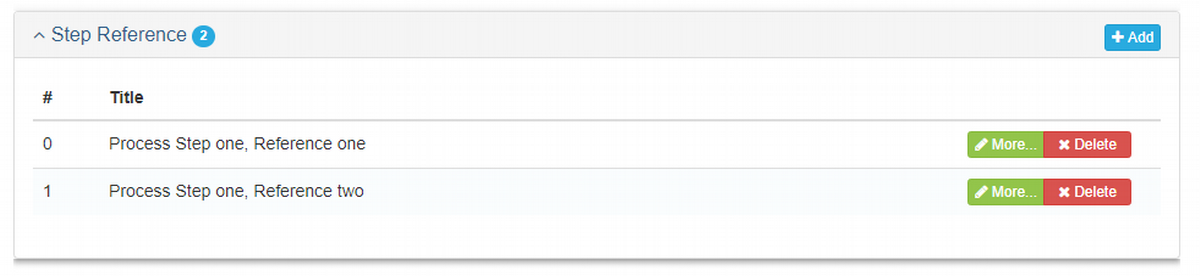 Step Reference 2
Add
# Title
0 Process Step one, Reference one More... Delete
1 Process Step one, Reference two More... Delete